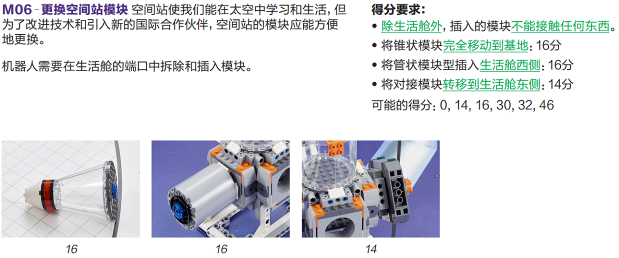 M06-更换空间站模块 空间站使我们能在太空中学习和生活，但
为了改进技术和引入新的国际合作伙伴，空间站的模块应能方便
地更换。
机器人需要在生活舱的端口中拆除和插入模块。
得分要求：
• 除生活舱外，插入的模块不能接触任何东西。
• 将锥状模块完全移动到基地：16分
• 将管状模块型插入生活舱西侧：16分
• 将对接模块转移到生活舱东侧：14分
可能的得分：0, 14, 16, 30, 32, 46
16
16
14